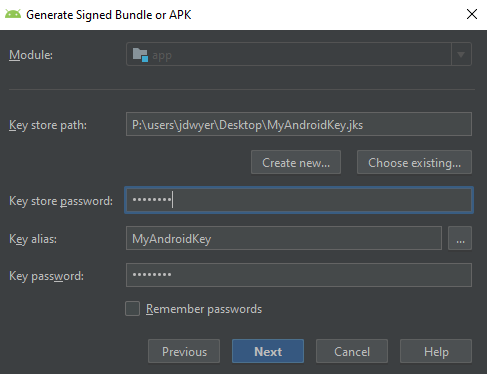 Generate Signed Bundle or APK
Module:
app
Key store path:
P:\users\jdwyer\Desktop\MyAndroidKey.jks
Create new...
Choose existing...
Key store password:
••••••••
Key alias:
MyAndroidKey
...
Key password:
••••••••
Remember passwords
Previous
Next
Cancel
Help